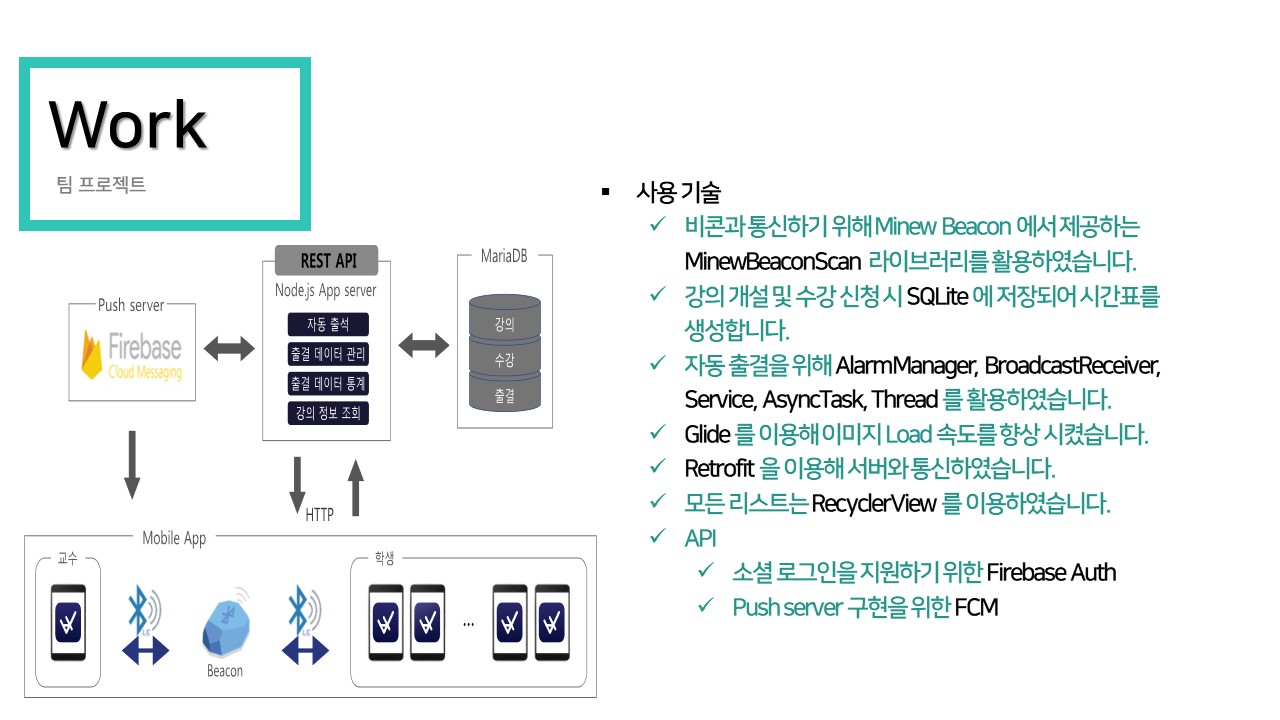 Work
팀 프로젝트
REST API
Node.js App server
자동 출석
출결 데이터 관리
출결 데이터 통계
강의 정보 조회
MariaDB
강의
수강
출결
Push server
Firebase
Cloud Messaging
HTTP
Mobile App
교수
LE
Beacon
LE
학생
...
▪ 사용 기술
✓ 비콘과 통신하기 위해 Minew Beacon 에서 제공하는
MinewBeaconScan 라이브러리를 활용하였습니다.
✓ 강의 개설 및 수강 신청 시 SQLite 에 저장되어 시간표를
생성합니다.
✓ 자동 출결을 위해 AlarmManager, BroadcastReceiver,
Service, AsyncTask, Thread 를 활용하였습니다.
✓ Glide 를 이용해 이미지 Load 속도를 향상 시켰습니다.
✓ Retrofit 을 이용해 서버와 통신하였습니다.
✓ 모든 리스트는 RecyclerView 를 이용하였습니다.
✓ API
✓ 소셜 로그인을 지원하기 위한 Firebase Auth
✓ Push server 구현을 위한 FCM